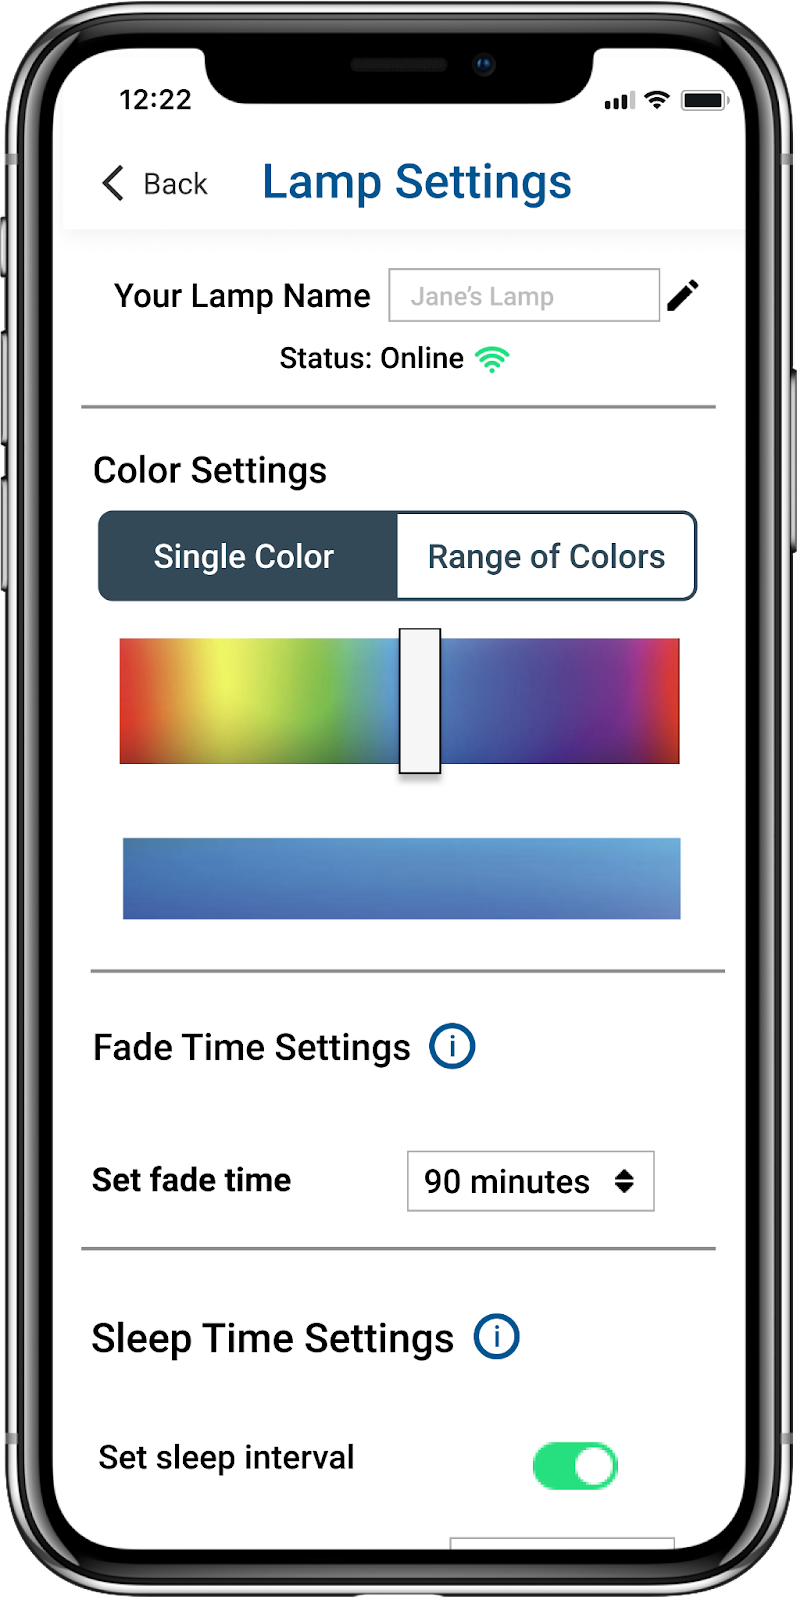 12:22
Back
Lamp Settings
Your Lamp Name
Jane's Lamp
Status: Online
Color Settings
Single Color
Range of Colors
Fade Time Settings
Set fade time
90 minutes
Sleep Time Settings
Set sleep interval